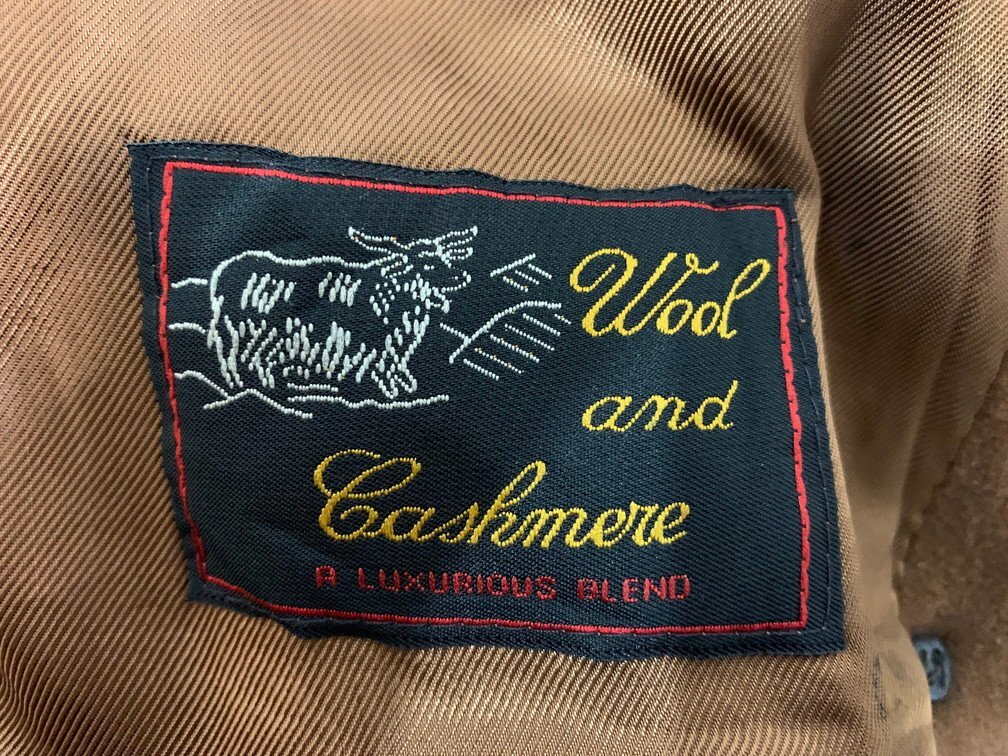 Wool
and
Cashmere
A LUXURIOUS BLEND